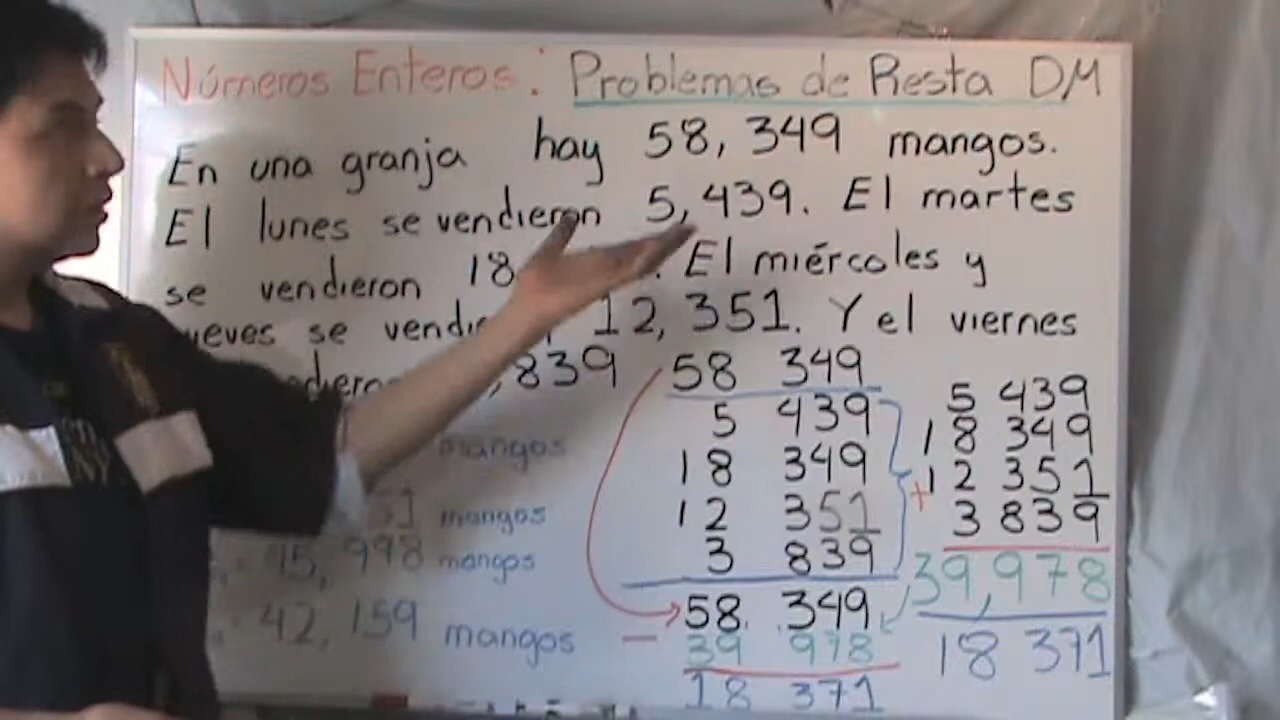 Números Enteros: Problemas de Resta DM
En una granja hay 58, 349 mangos.
El lunes se vendieron 5, 439. El martes
se vendieron 18 . El miércoles y
se 12, 351. Y el viernes
839
mangos
mangos
45, 998 mangos
42, 159 mangos
58 349
5 439
18 349
12 351
3 839
58 349
- 39 978
18 371
5 439
18 349
+ 12 351
3 839
39,978
18 371